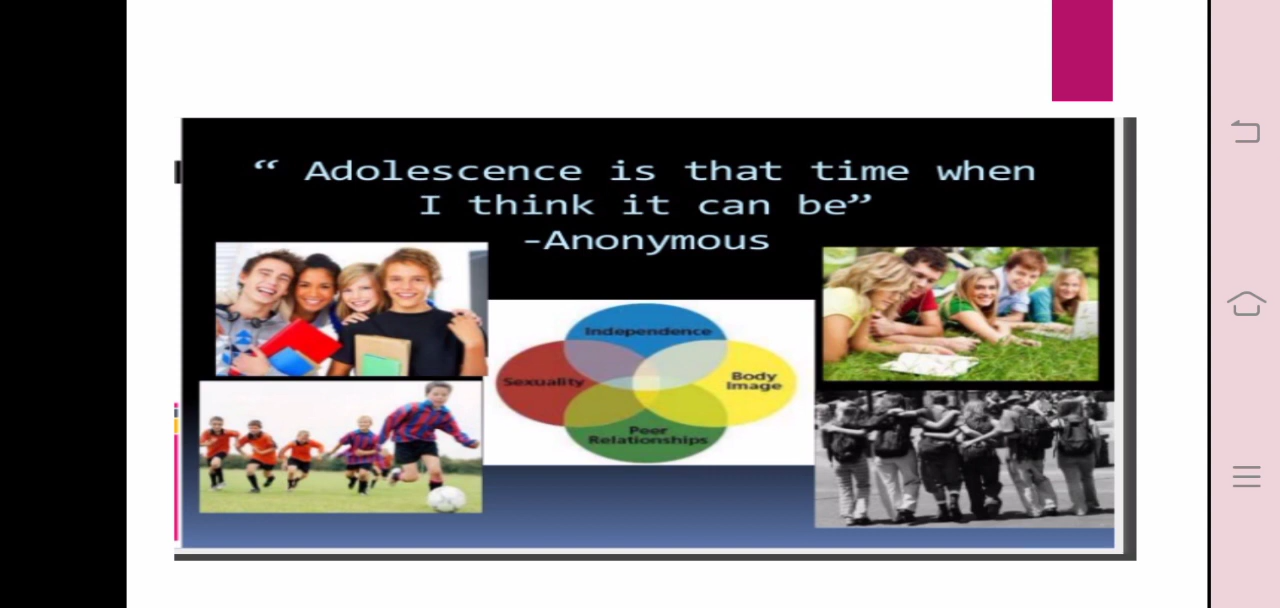 “ Adolescence is that time when
I think it can be”
-Anonymous
Independence
Sexuality
Body
Image
Peer
Relationships